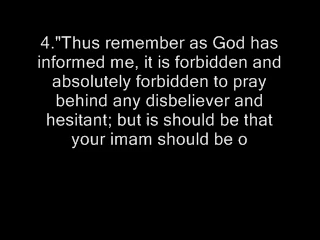 4."Thus remember as God has
informed me, it is forbidden and
absolutely forbidden to pray
behind any disbeliever and
hesitant; but is should be that
your imam should be o